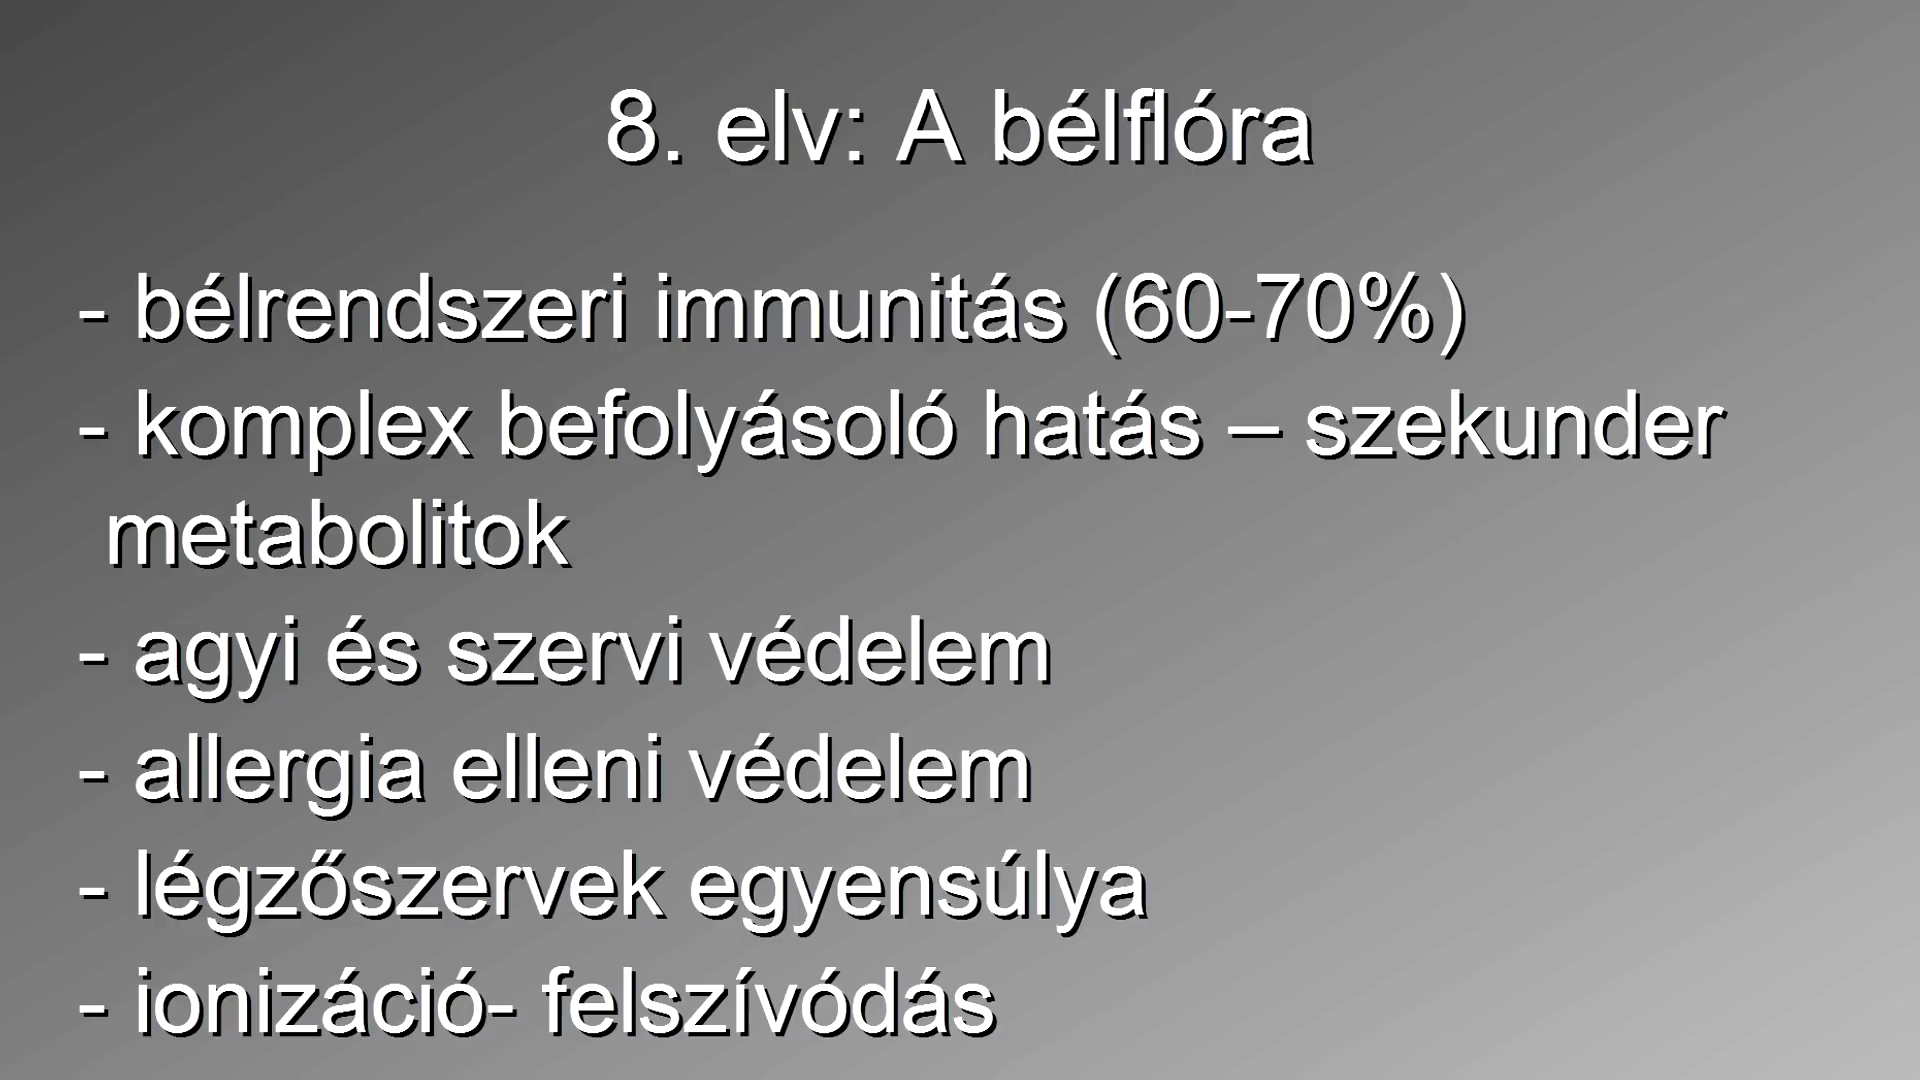 8. elv: A bélflóra
- bélrendszeri immunitás (60-70%)
- komplex befolyásoló hatás – szekunder
metabolitok
- agyi és szervi védelem
- allergia elleni védelem
- légzőszervek egyensúlya
- ionizáció- felszívódás